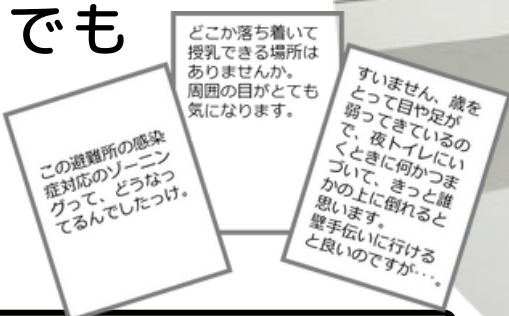 でも
どこか落ち着いて
授乳できる場所は
ありませんか。
周囲の目がとても
気になります。
この避難所の感染
症対応のゾーニン
グって、どうなっ
てるんでしたっけ。
すいません、歳を
とって目や足が
弱ってきているの
で、夜トイレにい
くときに何かつま
づいて、きっと誰
かの上に倒れると
思います。
壁手伝いに行ける
と良いのですが･･･。